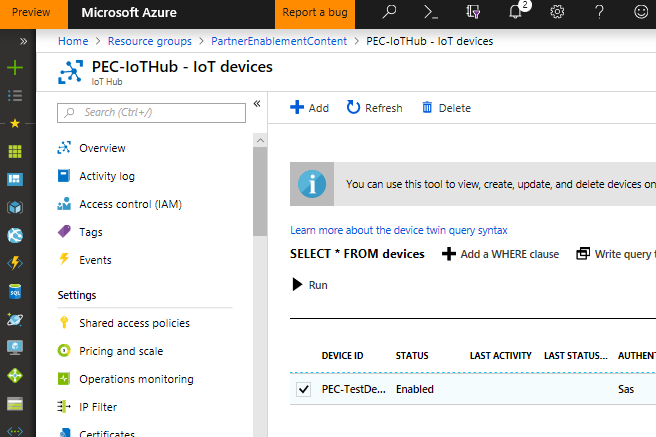 Preview Microsoft Azure Report a bug 2
Home > Resource groups > PartnerEnablementContent > PEC-IoTHub - IoT devices
PEC-IoTHub - IoT devices
IoT Hub
Search (Ctrl+/)
Add Refresh Delete
Overview
Activity log
Access control (IAM)
Tags
Events
Settings
Shared access policies
Pricing and scale
Operations monitoring
IP Filter
Certificates
You can use this tool to view, create, update, and delete devices on
Learn more about the device twin query syntax
SELECT * FROM devices Add a WHERE clause Write query t
Run
DEVICE ID STATUS LAST ACTIVITY LAST STATUS... AUTHENT
PEC-TestDe... Enabled Sas